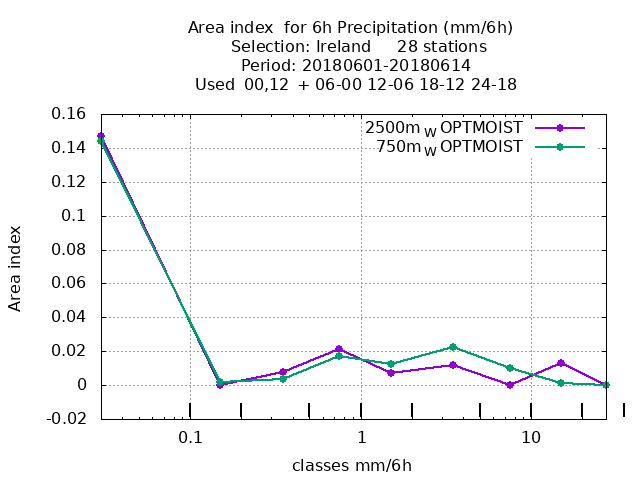 Area index  for 6h Precipitation (mm/6h)
Selection: Ireland     28 stations
Period: 20180601-20180614
Used  00,12  + 06-00 12-06 18-12 24-18
2500m W OPTMOIST
750m W OPTMOIST
0.16
0.14
0.12
0.1
0.08
0.06
0.04
0.02
0
-0.02
Area index
0.1 1 10
classes mm/6h